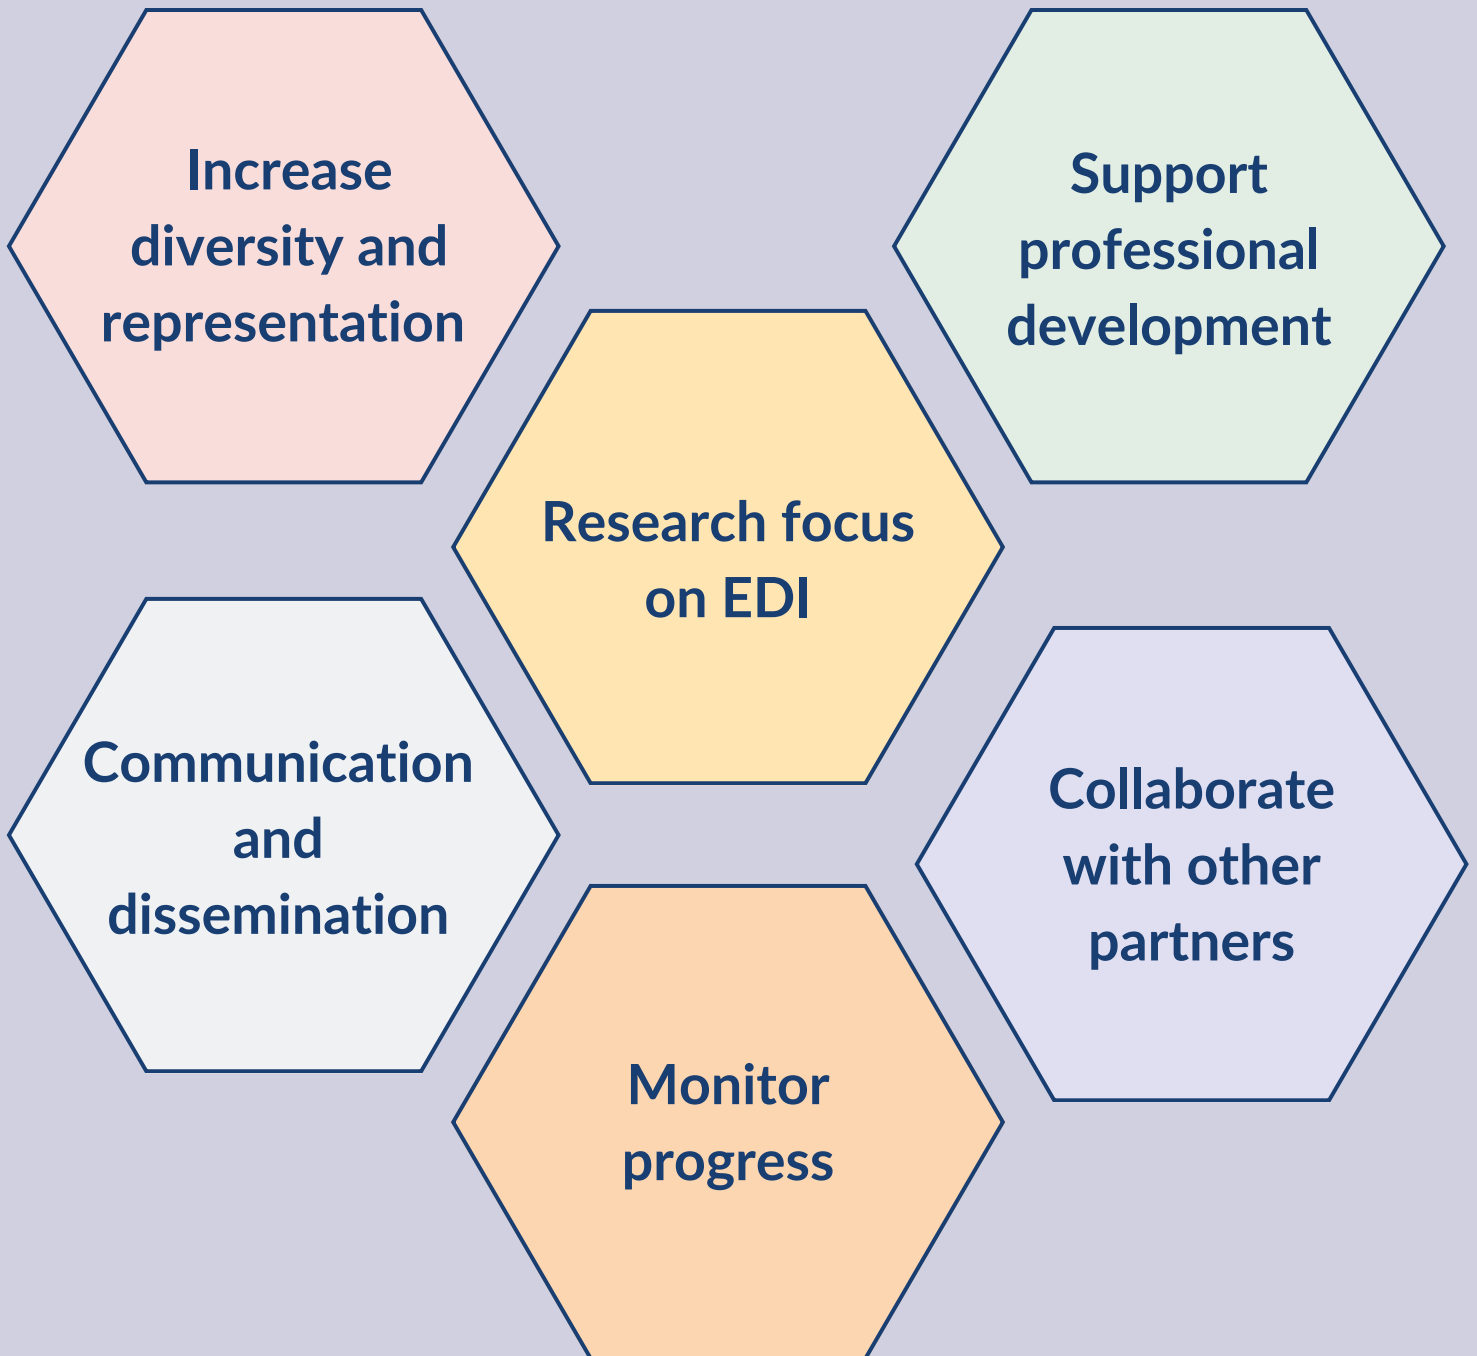 Increase
diversity and
representation
Support
professional
development
Research focus
on EDI
Communication
and
dissemination
Collaborate
with other
partners
Monitor
progress